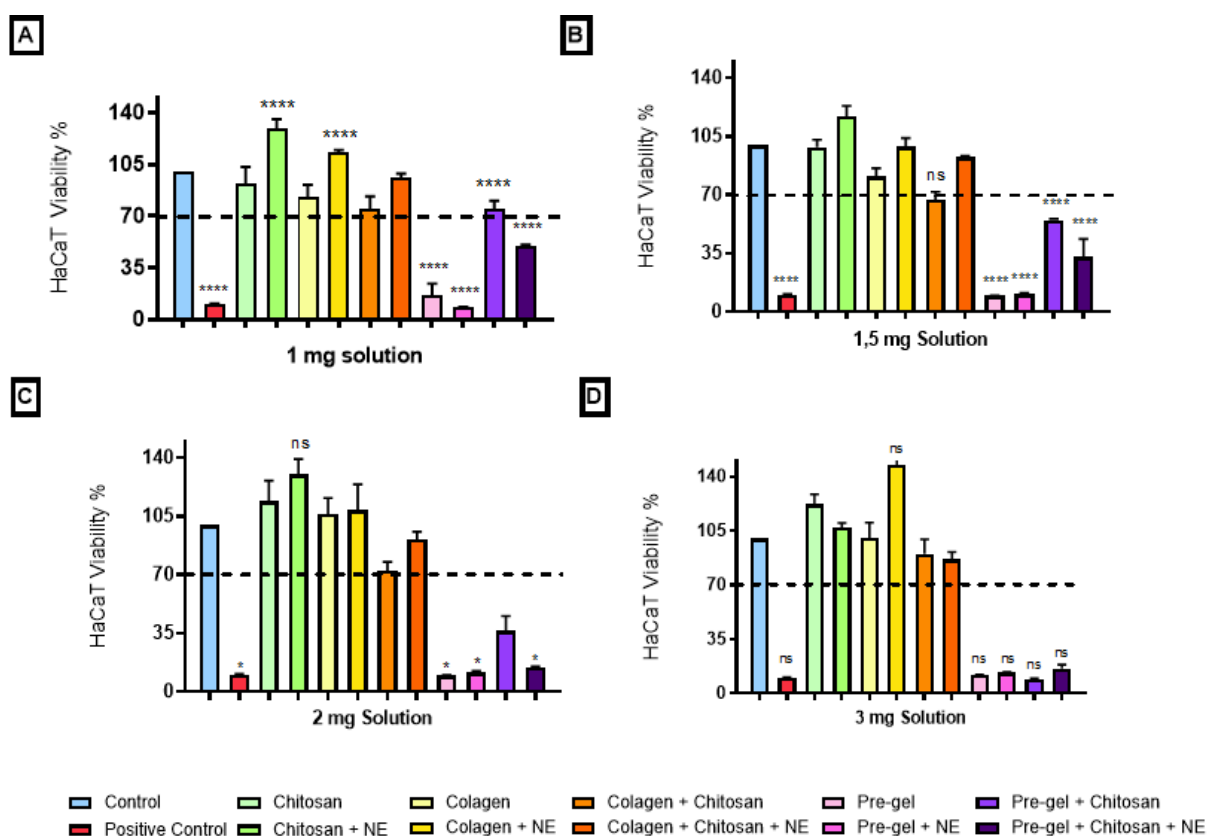 A
HaCaT Viability %
140
105
70
35
0
****
****
****
****
****
****
****
1 mg solution
B
HaCaT Viability %
140
105
70
35
0
****
ns
****
****
****
****
1,5 mg Solution
C
HaCaT Viability %
140
105
70
35
0
*
ns
*
*
*
2 mg Solution
D
HaCaT Viability %
140
105
70
35
0
ns
ns
ns
ns
ns
ns
3 mg Solution
Control Chitosan Colagen Colagen + Chitosan Pre-gel Pre-gel + Chitosan
Positive Control Chitosan + NE Colagen + NE Colagen + Chitosan + NE Pre-gel + NE Pre-gel + Chitosan + NE